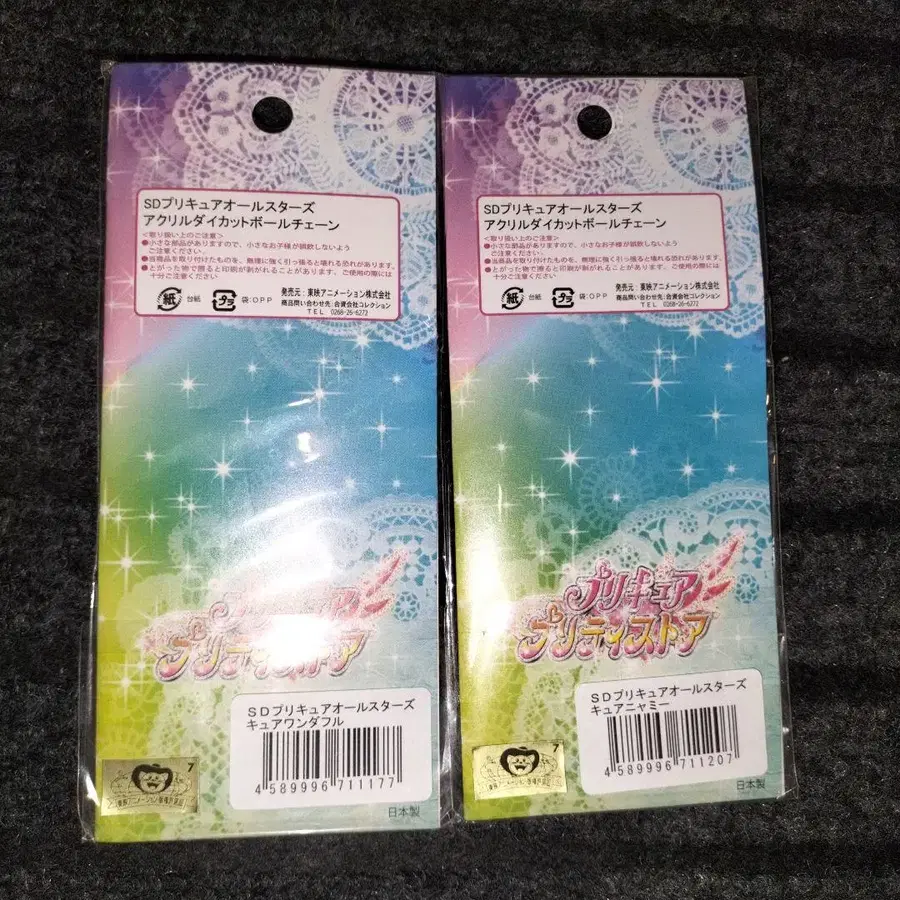 SDプリキュアオールスターズ
アクリルダイカットボールチェーン
<取り扱い上のご注意>
●小さな部品がありますので、小さなお子様が誤飲しないよう
ご注意ください。
●当商品を取り付けたものを、無理に強く引っ張ると壊れる恐れがあります。
●とがった物で擦ると印刷が剥がれることがあります。ご使用の際には
十分ご注意ください
紙 台紙 プラ 袋:OPP
発売元:東映アニメーション株式会社
商品問い合わせ先:合資会社コレクション
TEL 0268-26-6272
プリキュア
プリティストア
SDプリキュアオールスターズ
キュアワンダフル
4 589996 711177
7
日本製
SDプリキュアオールスターズ
アクリルダイカットボールチェーン
<取り扱い上のご注意>
●小さな部品がありますので、小さなお子様が誤飲しないよう
ご注意ください。
●当商品を取り付けたものを、無理に強く引っ張ると壊れる恐れがあります。
●とがった物で擦ると印刷が剥がれることがあります。ご使用の際には
十分ご注意ください
紙 台紙 プラ 袋:OPP
発売元:東映アニメーション株式会社
商品問い合わせ先:合資会社コレクション
TEL 0268-26-6272
プリキュア
プリティストア
SDプリキュアオールスターズ
キュアニャミー
4 589996 711207
7
日本製